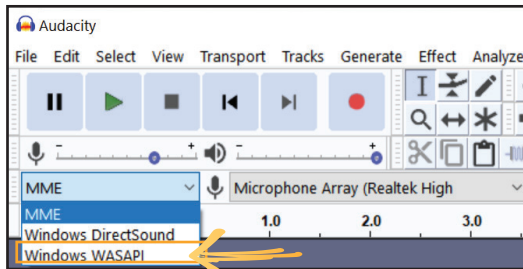 Audacity
File Edit Select View Transport Tracks Generate Effect Analyze
MME Microphone Array (Realtek High
MME
Windows DirectSound
Windows WASAPI
1.0 2.0 3.0